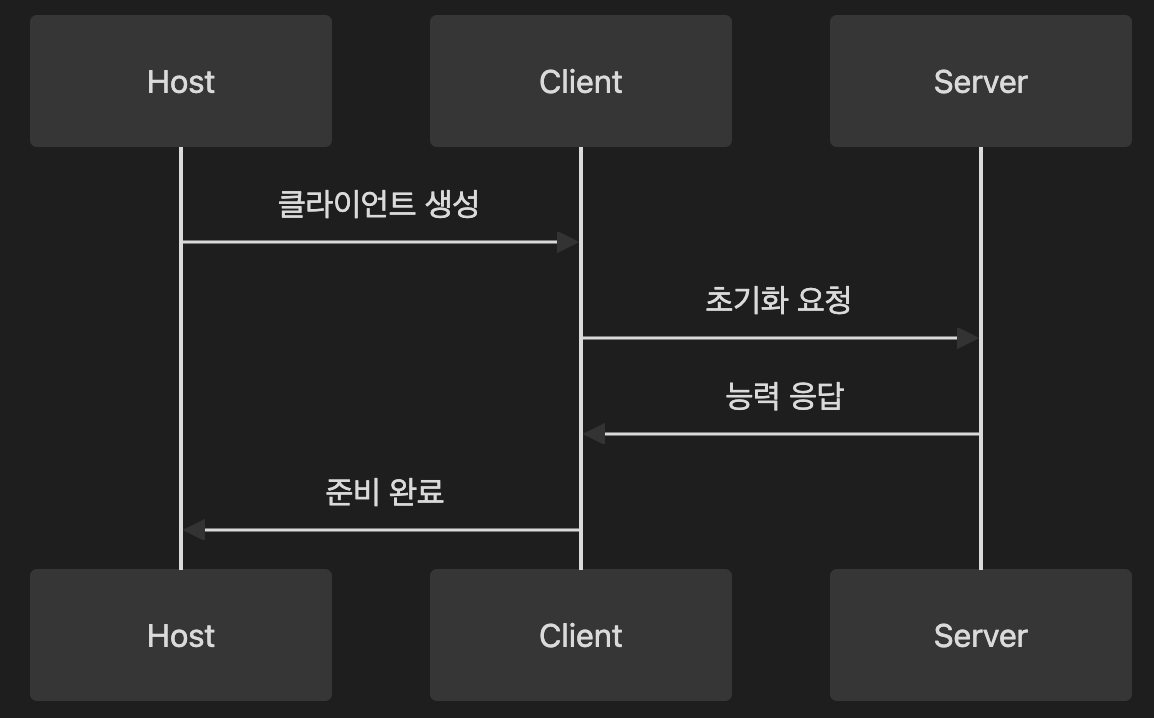 Host
Client
Server
클라이언트 생성
초기화 요청
능력 응답
준비 완료
Host
Client
Server